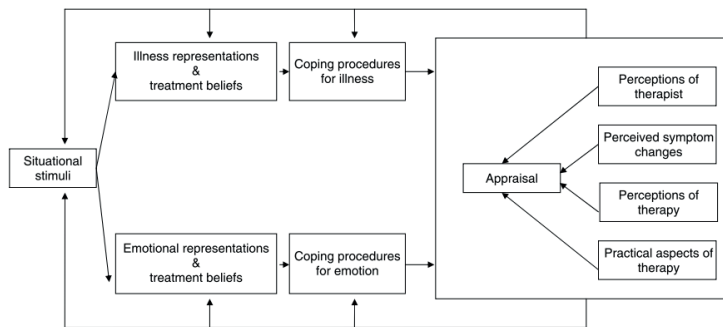 Illness representations
&
treatment beliefs
Coping procedures
for illness
Perceptions of
therapist
Perceived symptom
changes
Situational
stimuli
Appraisal
Perceptions of
therapy
Emotional representations
&
treatment beliefs
Coping procedures
for emotion
Practical aspects of
therapy